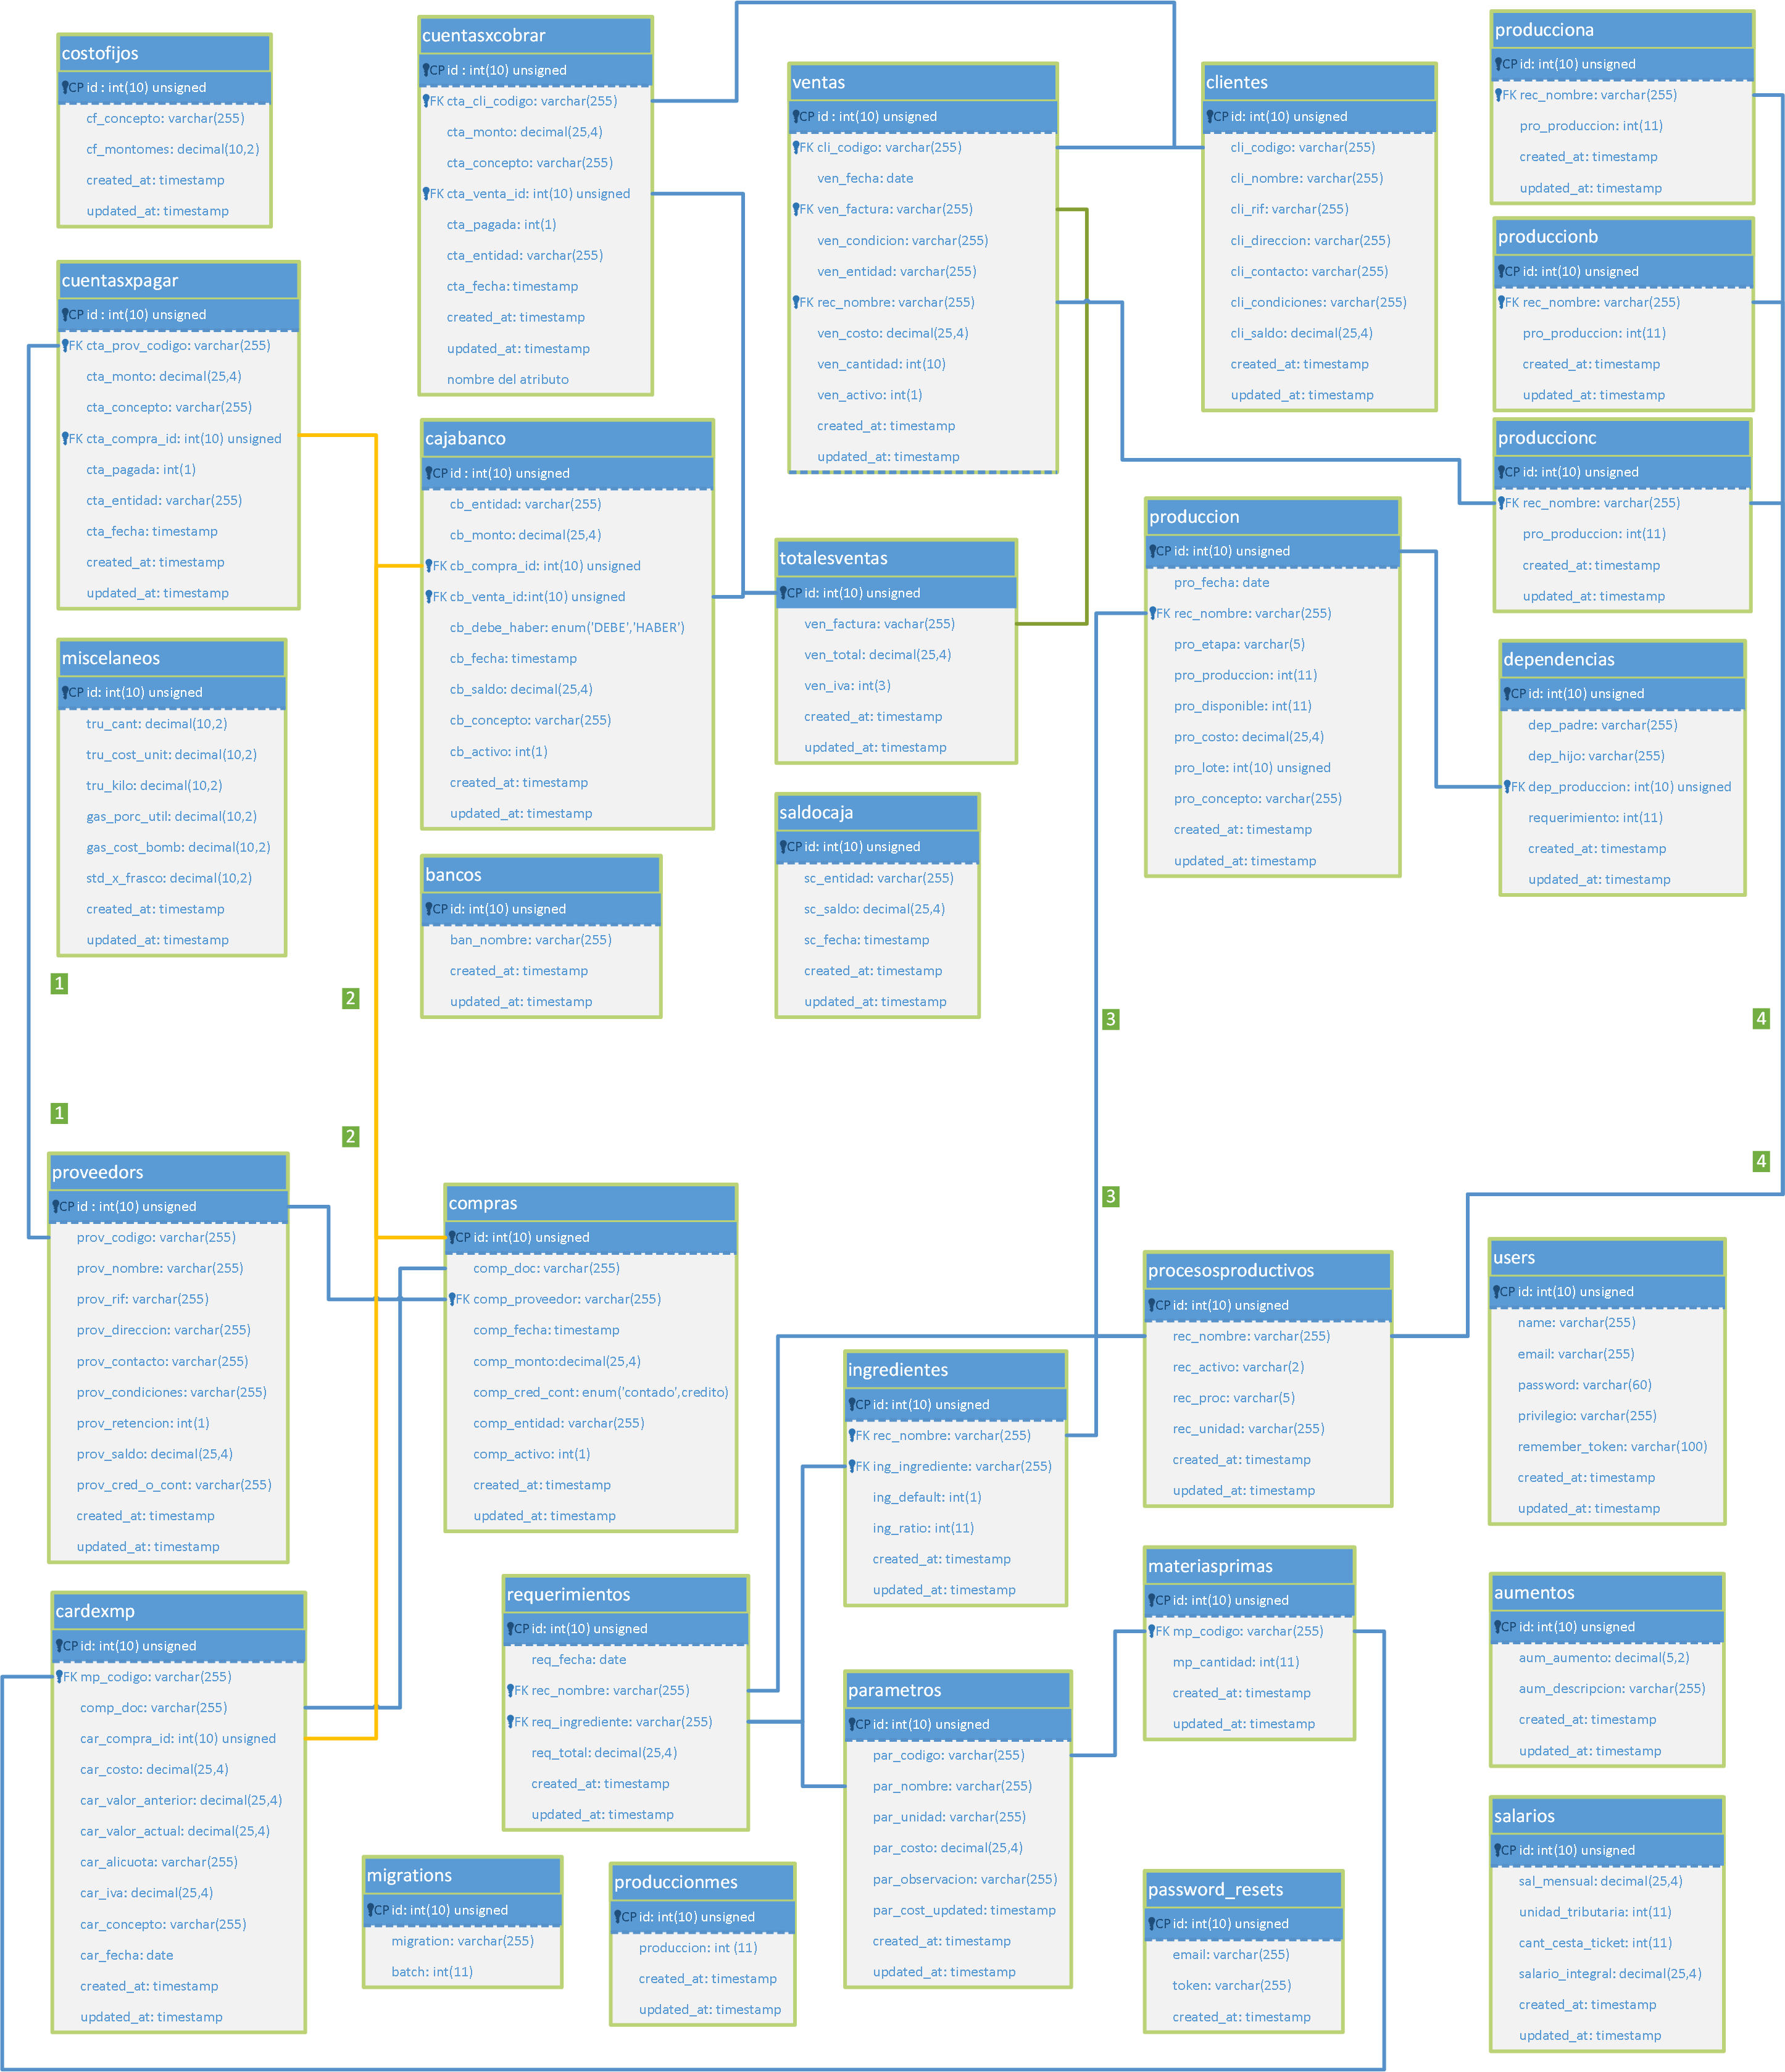 costofijos
CP id : int(10) unsigned
cf_concepto: varchar(255)
cf_montomes: decimal(10,2)
created_at: timestamp
updated_at: timestamp
cuentasxcobrar
CP id : int(10) unsigned
FK cta_cli_codigo: varchar(255)
cta_monto: decimal(25,4)
cta_concepto: varchar(255)
FK cta_venta_id: int(10) unsigned
cta_pagada: int(1)
cta_entidad: varchar(255)
cta_fecha: timestamp
created_at: timestamp
updated_at: timestamp
nombre del atributo
ventas
CP id : int(10) unsigned
FK cli_codigo: varchar(255)
ven_fecha: date
FK ven_factura: varchar(255)
ven_condicion: varchar(255)
ven_entidad: varchar(255)
FK rec_nombre: varchar(255)
ven_costo: decimal(25,4)
ven_cantidad: int(10)
ven_activo: int(1)
created_at: timestamp
updated_at: timestamp
clientes
CP id: int(10) unsigned
cli_codigo: varchar(255)
cli_nombre: varchar(255)
cli_rif: varchar(255)
cli_direccion: varchar(255)
cli_contacto: varchar(255)
cli_condiciones: varchar(255)
cli_saldo: decimal(25,4)
created_at: timestamp
updated_at: timestamp
producciona
CP id: int(10) unsigned
FK rec_nombre: varchar(255)
pro_produccion: int(11)
created_at: timestamp
updated_at: timestamp
produccionb
CP id: int(10) unsigned
FK rec_nombre: varchar(255)
pro_produccion: int(11)
created_at: timestamp
updated_at: timestamp
produccionc
CP id: int(10) unsigned
FK rec_nombre: varchar(255)
pro_produccion: int(11)
created_at: timestamp
updated_at: timestamp
cuentasxpagar
CP id : int(10) unsigned
FK cta_prov_codigo: varchar(255)
cta_monto: decimal(25,4)
cta_concepto: varchar(255)
FK cta_compra_id: int(10) unsigned
cta_pagada: int(1)
cta_entidad: varchar(255)
cta_fecha: timestamp
created_at: timestamp
updated_at: timestamp
cajabanco
CP id : int(10) unsigned
cb_entidad: varchar(255)
cb_monto: decimal(25,4)
FK cb_compra_id: int(10) unsigned
FK cb_venta_id:int(10) unsigned
cb_debe_haber: enum('DEBE','HABER')
cb_fecha: timestamp
cb_saldo: decimal(25,4)
cb_concepto: varchar(255)
cb_activo: int(1)
created_at: timestamp
updated_at: timestamp
totalesventas
CP id: int(10) unsigned
ven_factura: vachar(255)
ven_total: decimal(25,4)
ven_iva: int(3)
created_at: timestamp
updated_at: timestamp
produccion
CP id: int(10) unsigned
pro_fecha: date
FK rec_nombre: varchar(255)
pro_etapa: varchar(5)
pro_produccion: int(11)
pro_disponible: int(11)
pro_costo: decimal(25,4)
pro_lote: int(10) unsigned
pro_concepto: varchar(255)
created_at: timestamp
updated_at: timestamp
dependencias
CP id: int(10) unsigned
dep_padre: varchar(255)
dep_hijo: varchar(255)
FK dep_produccion: int(10) unsigned
requerimiento: int(11)
created_at: timestamp
updated_at: timestamp
miscelaneos
CP id: int(10) unsigned
tru_cant: decimal(10,2)
tru_cost_unit: decimal(10,2)
tru_kilo: decimal(10,2)
gas_porc_util: decimal(10,2)
gas_cost_bomb: decimal(10,2)
std_x_frasco: decimal(10,2)
created_at: timestamp
updated_at: timestamp
bancos
CP id: int(10) unsigned
ban_nombre: varchar(255)
created_at: timestamp
updated_at: timestamp
saldocaja
CP id: int(10) unsigned
sc_entidad: varchar(255)
sc_saldo: decimal(25,4)
sc_fecha: timestamp
created_at: timestamp
updated_at: timestamp
1
2
3
4
1
2
3
4
proveedors
CP id : int(10) unsigned
prov_codigo: varchar(255)
prov_nombre: varchar(255)
prov_rif: varchar(255)
prov_direccion: varchar(255)
prov_contacto: varchar(255)
prov_condiciones: varchar(255)
prov_retencion: int(1)
prov_saldo: decimal(25,4)
prov_cred_o_cont: varchar(255)
created_at: timestamp
updated_at: timestamp
compras
CP id: int(10) unsigned
comp_doc: varchar(255)
FK comp_proveedor: varchar(255)
comp_fecha: timestamp
comp_monto:decimal(25,4)
comp_cred_cont: enum('contado',credito)
comp_entidad: varchar(255)
comp_activo: int(1)
created_at: timestamp
updated_at: timestamp
procesosproductivos
CP id: int(10) unsigned
rec_nombre: varchar(255)
rec_activo: varchar(2)
rec_proc: varchar(5)
rec_unidad: varchar(255)
created_at: timestamp
updated_at: timestamp
users
CP id: int(10) unsigned
name: varchar(255)
email: varchar(255)
password: varchar(60)
privilegio: varchar(255)
remember_token: varchar(100)
created_at: timestamp
updated_at: timestamp
ingredientes
CP id: int(10) unsigned
FK rec_nombre: varchar(255)
FK ing_ingrediente: varchar(255)
ing_default: int(1)
ing_ratio: int(11)
created_at: timestamp
updated_at: timestamp
cardexmp
CP id: int(10) unsigned
FK mp_codigo: varchar(255)
comp_doc: varchar(255)
car_compra_id: int(10) unsigned
car_costo: decimal(25,4)
car_valor_anterior: decimal(25,4)
car_valor_actual: decimal(25,4)
car_alicuota: varchar(255)
car_iva: decimal(25,4)
car_concepto: varchar(255)
car_fecha: date
created_at: timestamp
updated_at: timestamp
requerimientos
CP id: int(10) unsigned
req_fecha: date
FK rec_nombre: varchar(255)
FK req_ingrediente: varchar(255)
req_total: decimal(25,4)
created_at: timestamp
updated_at: timestamp
materiasprimas
CP id: int(10) unsigned
FK mp_codigo: varchar(255)
mp_cantidad: int(11)
created_at: timestamp
updated_at: timestamp
aumentos
CP id: int(10) unsigned
aum_aumento: decimal(5,2)
aum_descripcion: varchar(255)
created_at: timestamp
updated_at: timestamp
parametros
CP id: int(10) unsigned
par_codigo: varchar(255)
par_nombre: varchar(255)
par_unidad: varchar(255)
par_costo: decimal(25,4)
par_observacion: varchar(255)
par_cost_updated: timestamp
created_at: timestamp
updated_at: timestamp
salarios
CP id: int(10) unsigned
sal_mensual: decimal(25,4)
unidad_tributaria: int(11)
cant_cesta_ticket: int(11)
salario_integral: decimal(25,4)
created_at: timestamp
updated_at: timestamp
migrations
CP id: int(10) unsigned
migration: varchar(255)
batch: int(11)
produccionmes
CP id: int(10) unsigned
produccion: int (11)
created_at: timestamp
updated_at: timestamp
password_resets
CP id: int(10) unsigned
email: varchar(255)
token: varchar(255)
created_at: timestamp